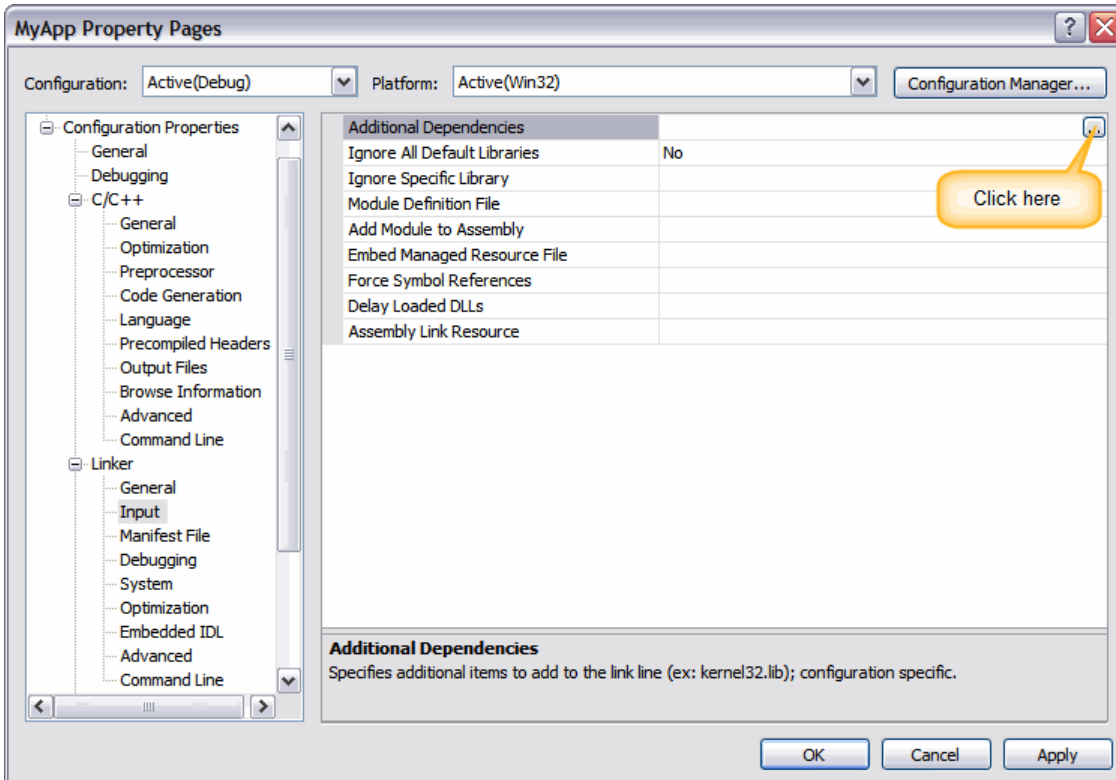 MyApp Property Pages
Configuration: Active(Debug) Platform: Active(Win32) Configuration Manager...
Configuration Properties
General
Debugging
C/C++
General
Optimization
Preprocessor
Code Generation
Language
Precompiled Headers
Output Files
Browse Information
Advanced
Command Line
Linker
General
Input
Manifest File
Debugging
System
Optimization
Embedded IDL
Advanced
Command Line
Additional Dependencies ...
Ignore All Default Libraries No
Ignore Specific Library
Module Definition File
Add Module to Assembly
Embed Managed Resource File
Force Symbol References
Delay Loaded DLLs
Assembly Link Resource
Click here
Additional Dependencies
Specifies additional items to add to the link line (ex: kernel32.lib); configuration specific.
OK Cancel Apply